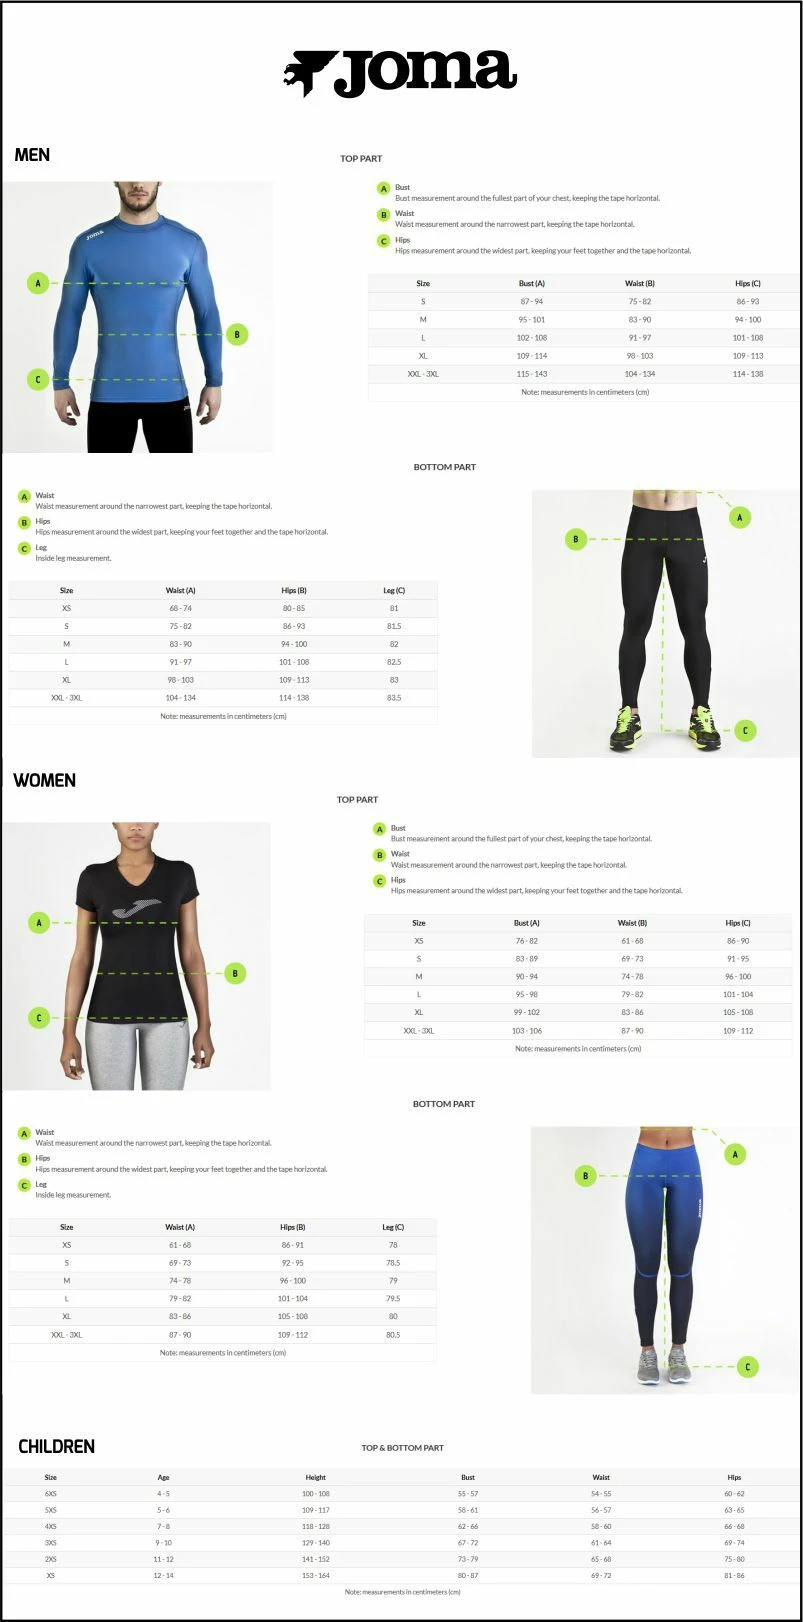 Joma
MEN
TOP PART
A Bust
Bust measurement around the fullest part of your chest, keeping the tape horizontal.
B Waist
Waist measurement around the narrowest part, keeping the tape horizontal.
C Hips
Hips measurement around the widest part, keeping your feet together and the tape horizontal.
Joma
A
B
C
Size Bust (A) Waist (B) Hips (C)
S 87 - 94 75 - 82 86 - 93
M 95 - 101 83 - 90 94 - 100
L 102 - 108 91 - 97 101 - 108
XL 109 - 114 98 - 103 109 - 113
XXL - 3XL 115 - 143 104 - 134 114 - 138
Note: measurements in centimeters (cm)
BOTTOM PART
A Waist
Waist measurement around the narrowest part, keeping the tape horizontal.
B Hips
Hips measurement around the widest part, keeping your feet together and the tape horizontal.
C Leg
Inside leg measurement.
Size Waist (A) Hips (B) Leg (C)
XS 68 - 74 80 - 85 81
S 75 - 82 86 - 93 81.5
M 83 - 90 94 - 100 82
L 91 - 97 101 - 108 82.5
XL 98 - 103 109 - 113 83
XXL - 3XL 104 - 134 114 - 138 83.5
Note: measurements in centimeters (cm)
A
B
C
WOMEN
TOP PART
A Bust
Bust measurement around the fullest part of your chest, keeping the tape horizontal.
B Waist
Waist measurement around the narrowest part, keeping the tape horizontal.
C Hips
Hips measurement around the widest part, keeping your feet together and the tape horizontal.
A
B
C
Size Bust (A) Waist (B) Hips (C)
XS 76 - 82 61 - 68 86 - 90
S 83 - 89 69 - 73 91 - 95
M 90 - 94 74 - 78 96 - 100
L 95 - 98 79 - 82 101 - 104
XL 99 - 102 83 - 86 105 - 108
XXL - 3XL 103 - 106 87 - 90 109 - 112
Note: measurements in centimeters (cm)
BOTTOM PART
A Waist
Waist measurement around the narrowest part, keeping the tape horizontal.
B Hips
Hips measurement around the widest part, keeping your feet together and the tape horizontal.
C Leg
Inside leg measurement.
Size Waist (A) Hips (B) Leg (C)
XS 61 - 68 86 - 91 78
S 69 - 73 92 - 95 78.5
M 74 - 78 96 - 100 79
L 79 - 82 101 - 104 79.5
XL 83 - 86 105 - 108 80
XXL - 3XL 87 - 90 109 - 112 80.5
Note: measurements in centimeters (cm)
A
B
Joma
C
CHILDREN
TOP & BOTTOM PART
Size Age Height Bust Waist Hips
6XS 4 - 5 100 - 108 55 - 57 54 - 55 60 - 62
5XS 5 - 6 109 - 117 58 - 61 56 - 57 63 - 65
4XS 7 - 8 118 - 128 62 - 66 58 - 60 66 - 68
3XS 9 - 10 129 - 140 67 - 72 61 - 64 69 - 74
2XS 11 - 12 141 - 152 73 - 79 65 - 68 75 - 80
XS 12 - 14 153 - 164 80 - 87 69 - 72 81 - 86
Note: measurements in centimeters (cm)